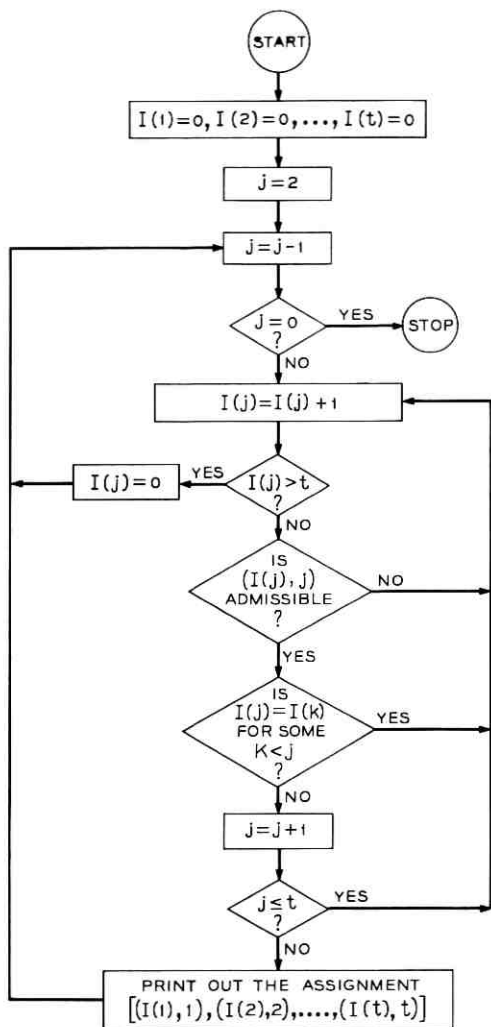 START
I(1)=0, I(2)=0,..., I(t)=0
j=2
j=j-1
j=0
?
YES
STOP
NO
I(j)=I(j)+1
I(j)>t
?
YES
I(j)=0
NO
IS
(I(j), j)
ADMISSIBLE
?
NO
YES
IS
I(j)=I(k)
FOR SOME
K<j
?
YES
NO
j=j+1
j≤t
?
YES
NO
PRINT OUT THE ASSIGNMENT
[(I(1),1),(I(2),2),....,(I(t),t)]